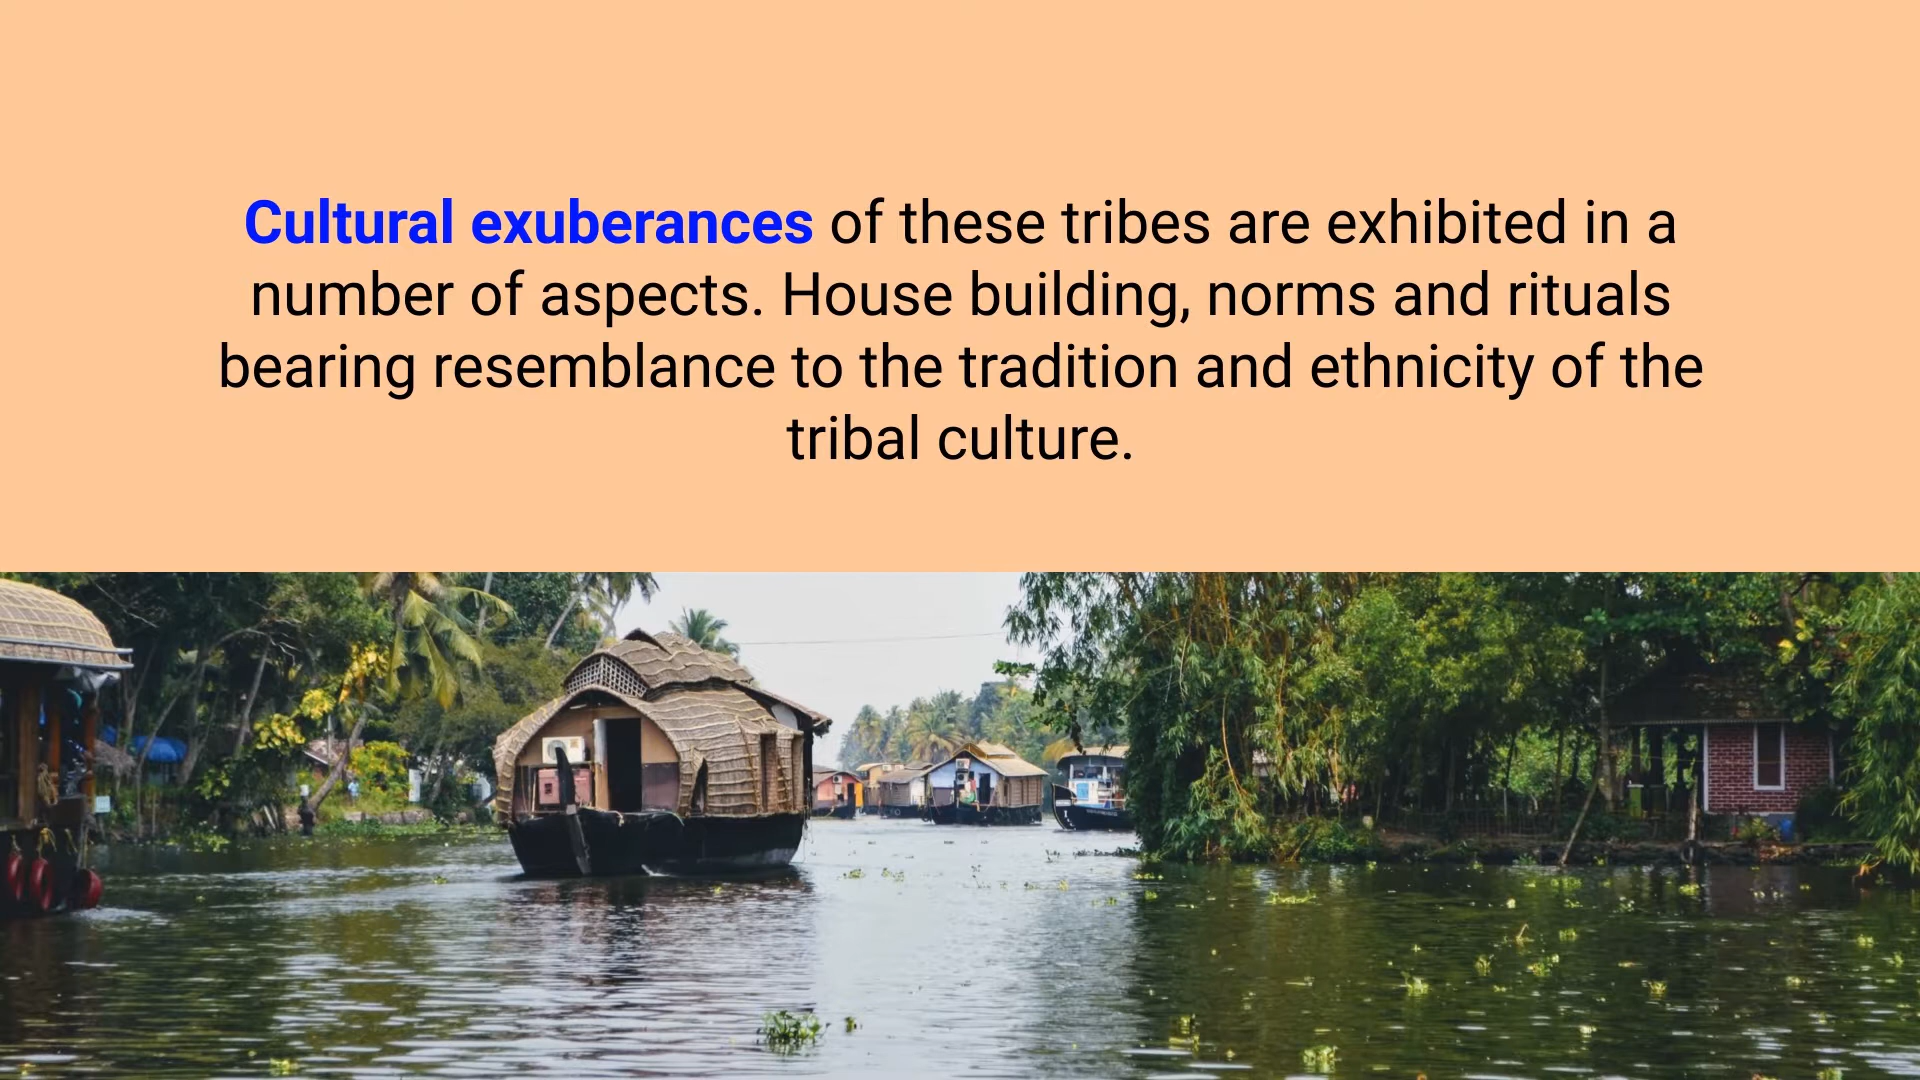 Cultural exuberances of these tribes are exhibited in a
number of aspects. House building, norms and rituals
bearing resemblance to the tradition and ethnicity of the
tribal culture.